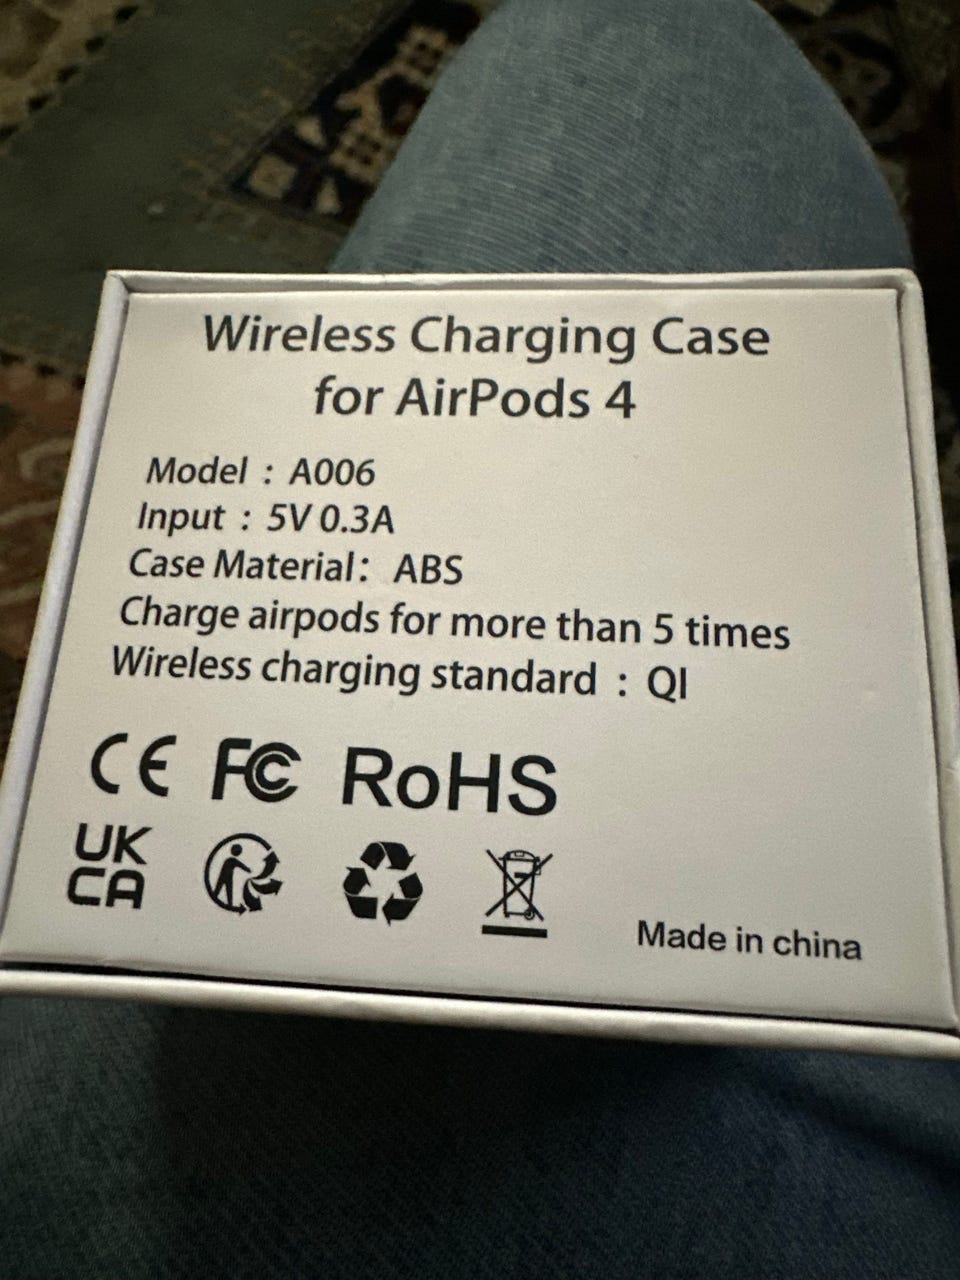 Wireless Charging Case
for AirPods 4
Model : A006
Input : 5V 0.3A
Case Material: ABS
Charge airpods for more than 5 times
Wireless charging standard : QI
CE FC RoHS
UK
CA
Made in china